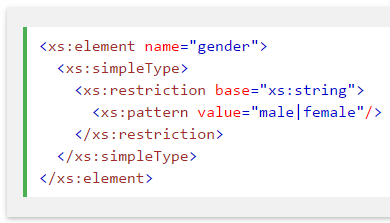 <xs:element name="gender">
  <xs:simpleType>
    <xs:restriction base="xs:string">
      <xs:pattern value="male|female"/>
    </xs:restriction>
  </xs:simpleType>
</xs:element>